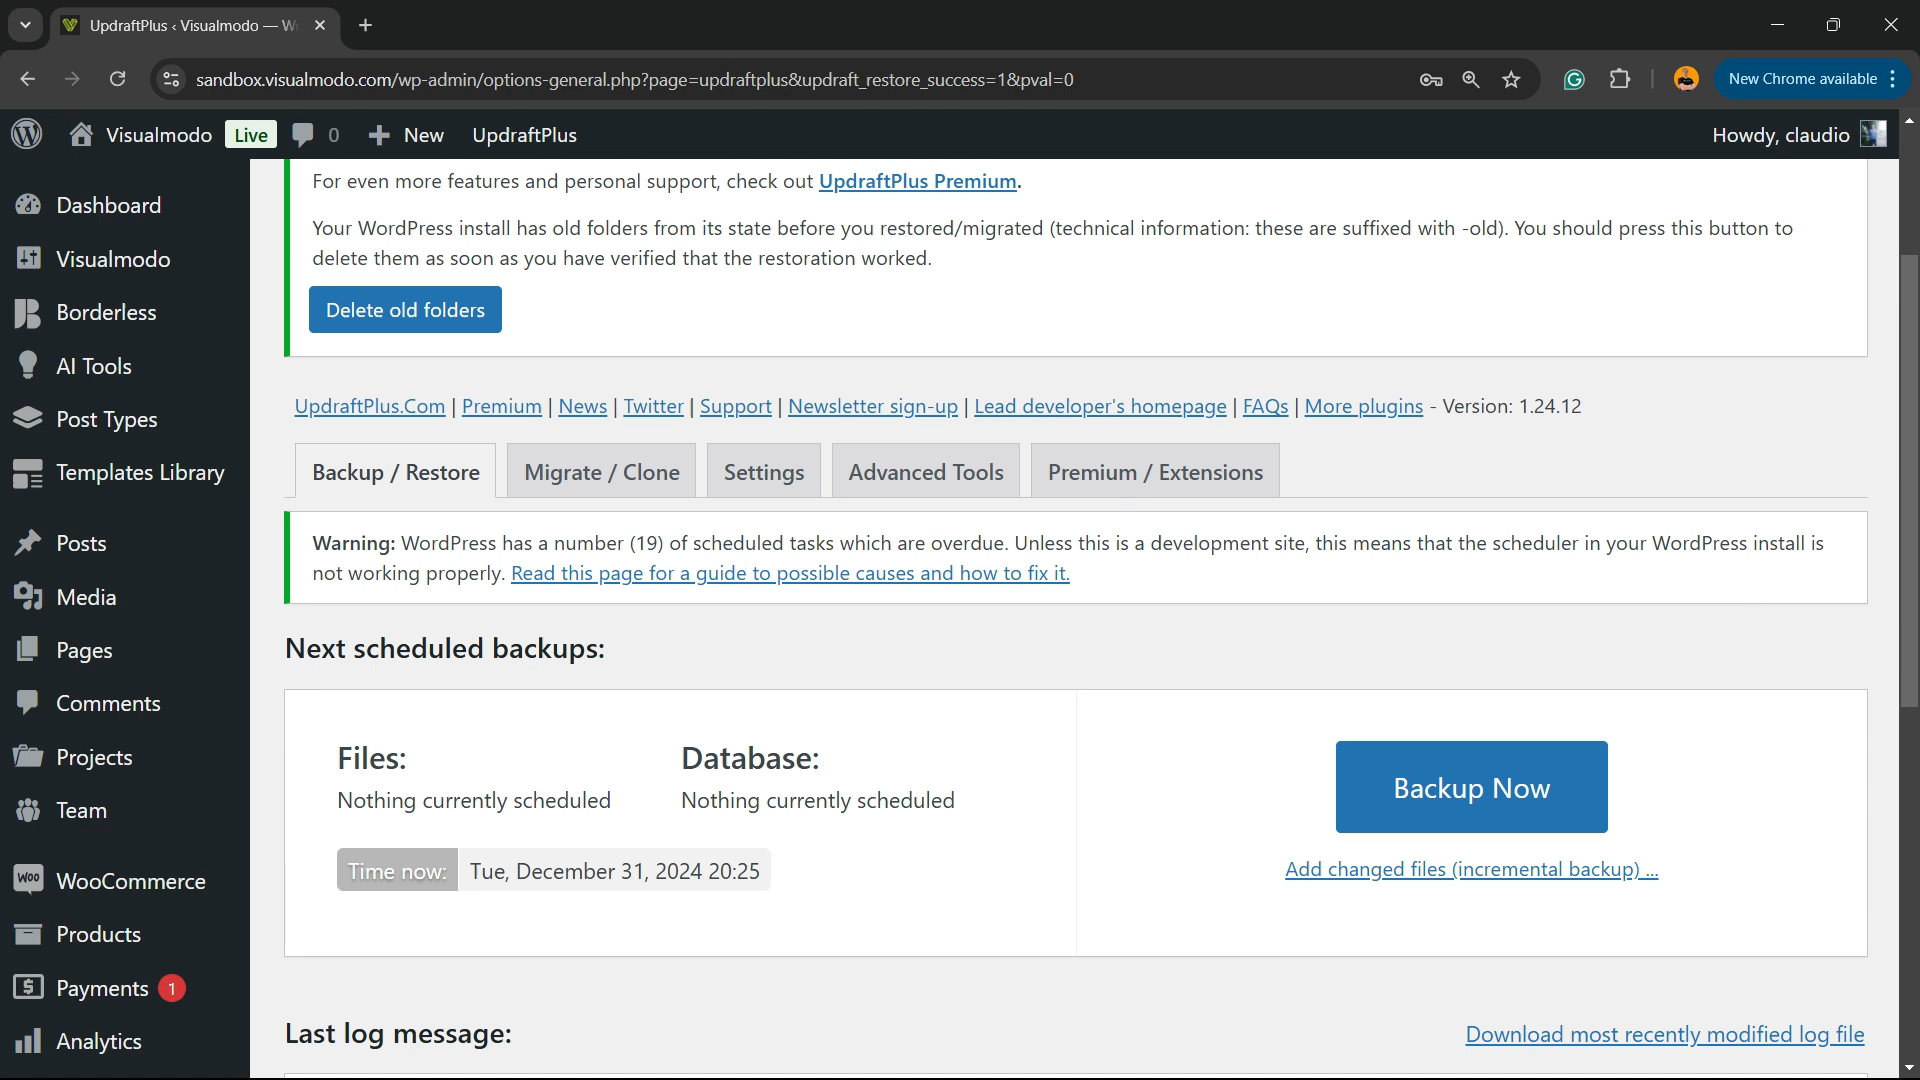 UpdraftPlus ‹ Visualmodo — W
sandbox.visualmodo.com/wp-admin/options-general.php?page=updraftplus&updraft_restore_success=1&pval=0
New Chrome available
Visualmodo Live 0 New UpdraftPlus
Howdy, claudio
Dashboard
Visualmodo
Borderless
AI Tools
Post Types
Templates Library
Posts
Media
Pages
Comments
Projects
Team
WooCommerce
Products
Payments 1
Analytics
For even more features and personal support, check out UpdraftPlus Premium.
Your WordPress install has old folders from its state before you restored/migrated (technical information: these are suffixed with -old). You should press this button to
delete them as soon as you have verified that the restoration worked.
Delete old folders
UpdraftPlus.Com | Premium | News | Twitter | Support | Newsletter sign-up | Lead developer's homepage | FAQs | More plugins - Version: 1.24.12
Backup / Restore Migrate / Clone Settings Advanced Tools Premium / Extensions
Warning: WordPress has a number (19) of scheduled tasks which are overdue. Unless this is a development site, this means that the scheduler in your WordPress install is
not working properly. Read this page for a guide to possible causes and how to fix it.
Next scheduled backups:
Files:
Nothing currently scheduled
Database:
Nothing currently scheduled
Time now: Tue, December 31, 2024 20:25
Backup Now
Add changed files (incremental backup) ...
Last log message:
Download most recently modified log file